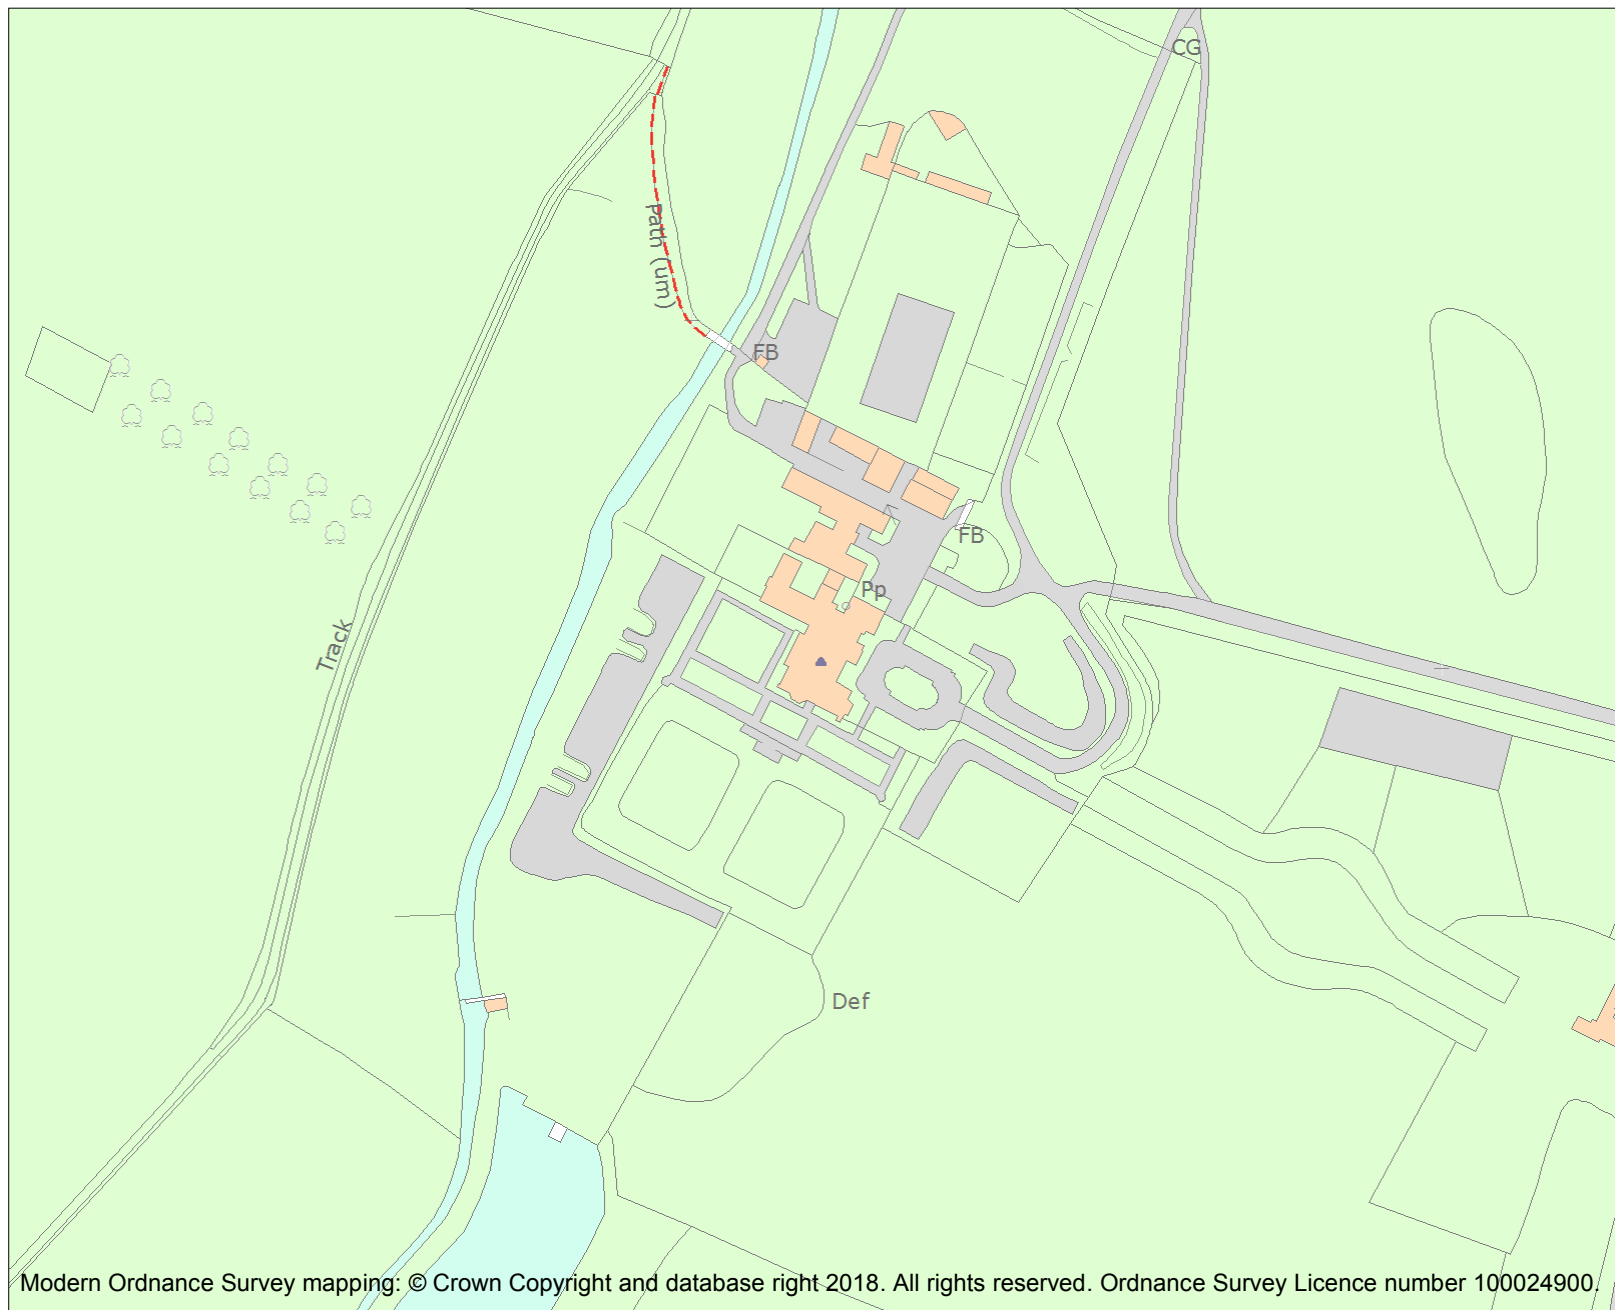 CG
Path (um)
FB
FB
Pp
Track
Def
Modern Ordnance Survey mapping: © Crown Copyright and database right 2018. All rights reserved. Ordnance Survey Licence number 100024900.